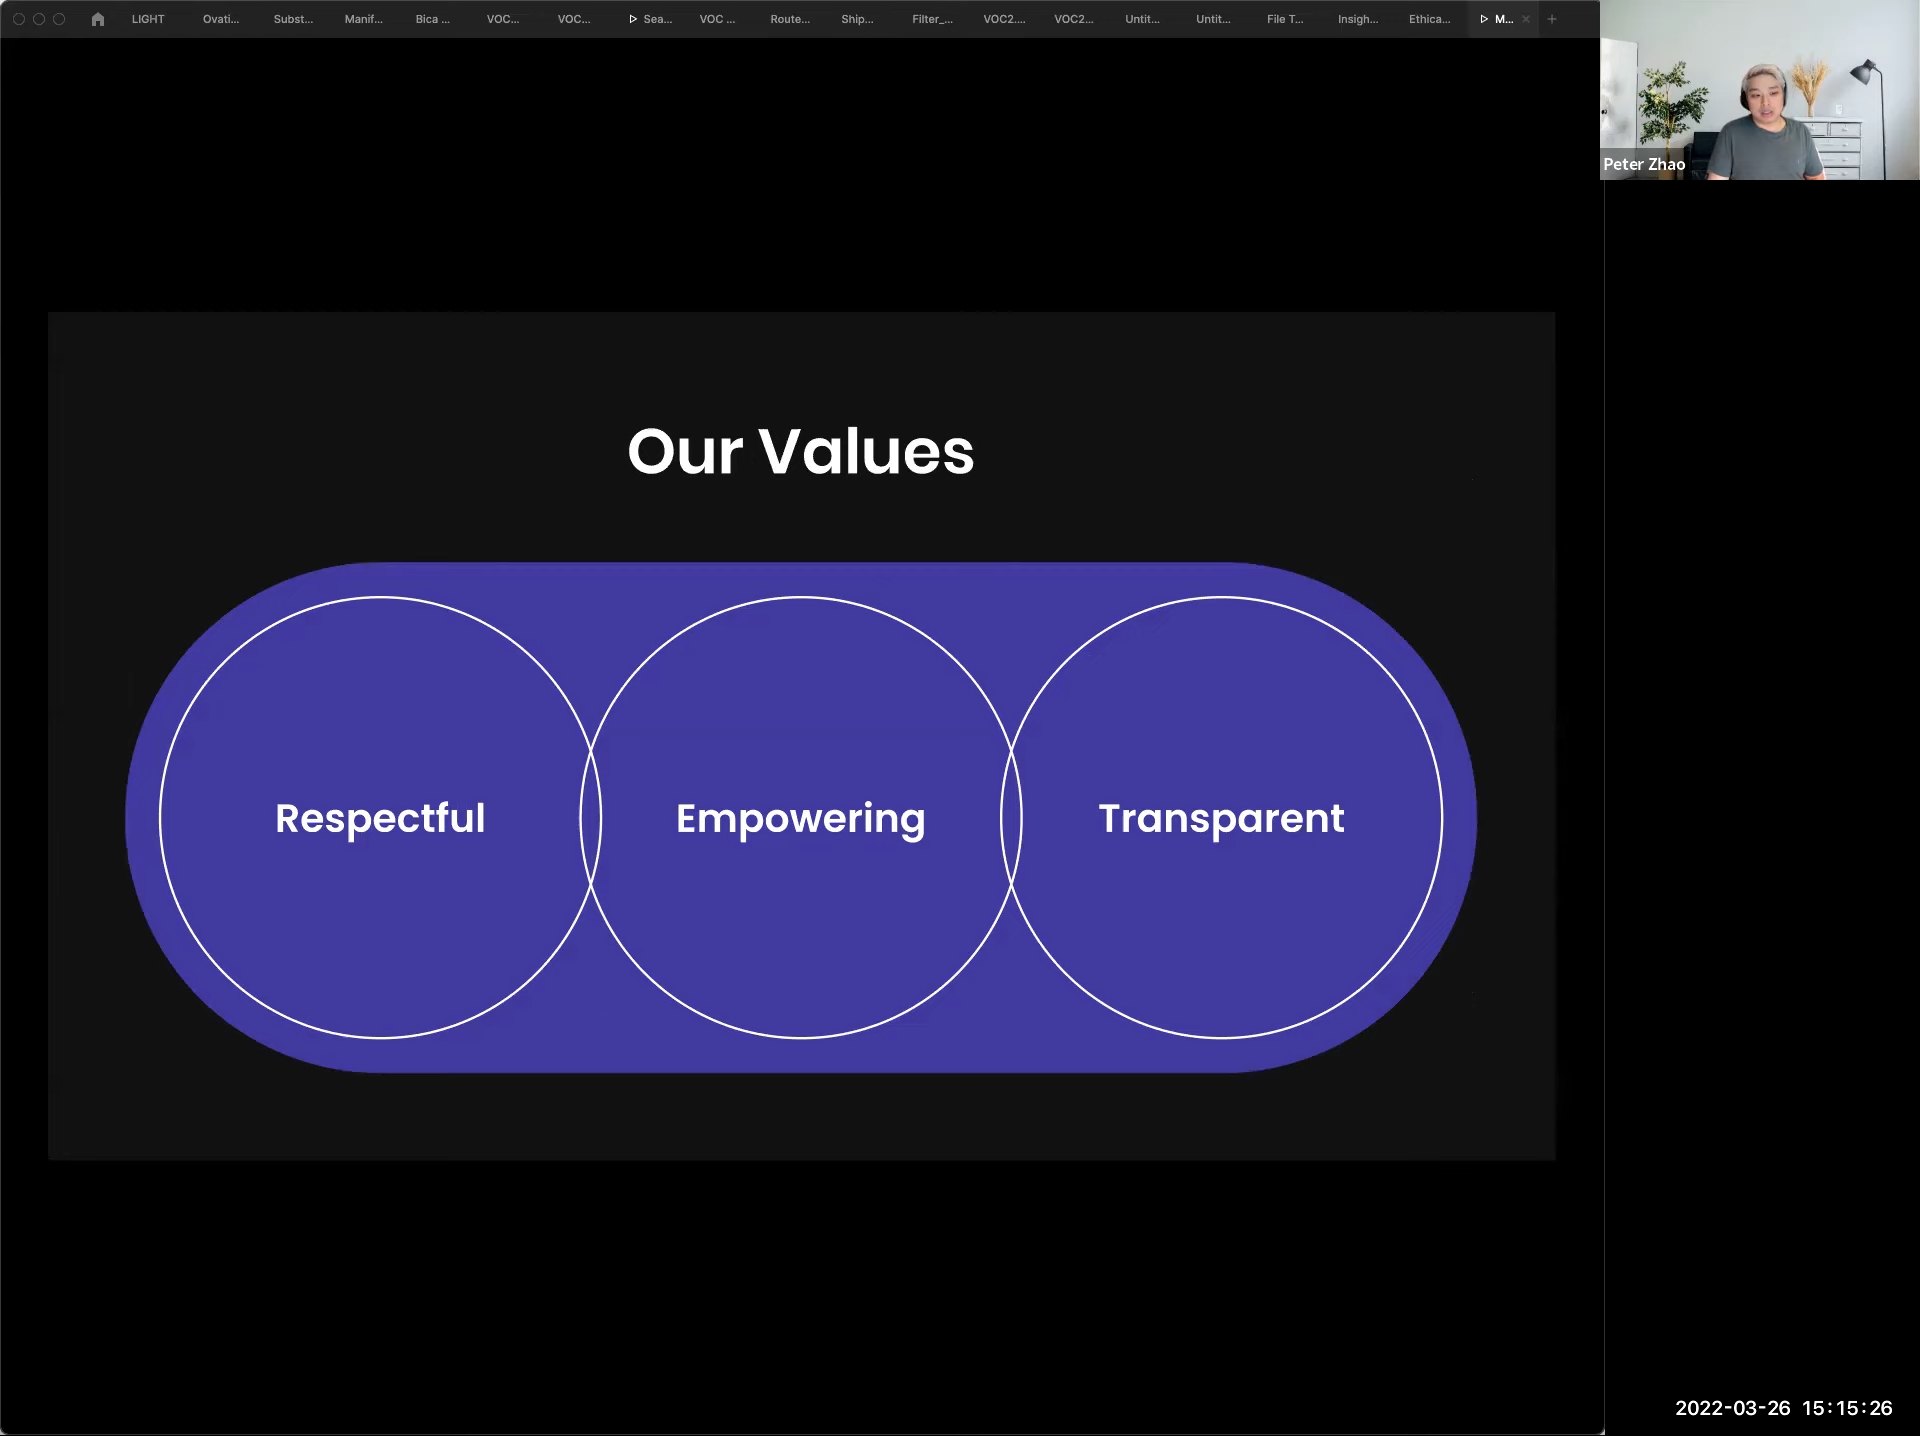 LIGHT Ovati... Subst... Manif... Bica ... VOC... VOC... Sea... VOC ... Route... Ship... Filter_... VOC2.... VOC2... Untit... Untit... File T... Insigh... Ethica... M...
Peter Zhao
Our Values
Respectful Empowering Transparent
2022-03-26 15:15:26